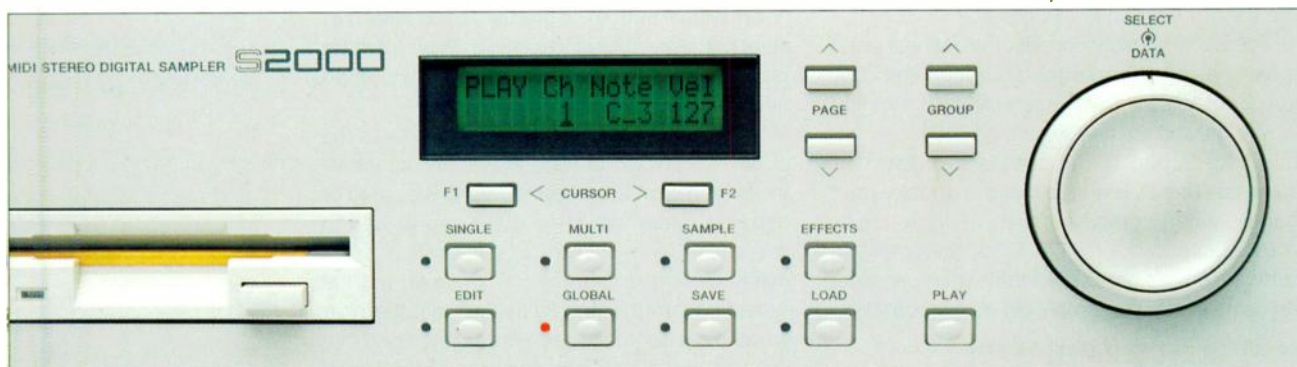 MIDI STEREO DIGITAL SAMPLER S2000
PLAY Ch Note Vel
1 C_3 127
PAGE
GROUP
SELECT
DATA
F1 < CURSOR > F2
SINGLE MULTI SAMPLE EFFECTS
EDIT GLOBAL SAVE LOAD PLAY